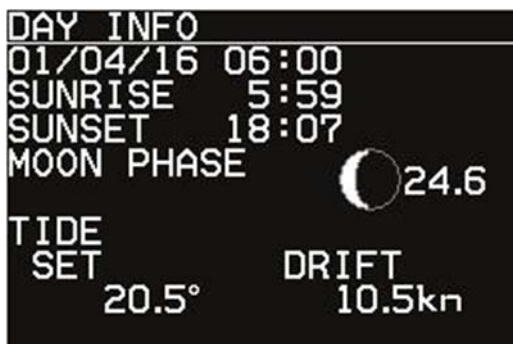 DAY INFO
01/04/16 06:00
SUNRISE 5:59
SUNSET 18:07
MOON PHASE
24.6
TIDE
SET DRIFT
20.5° 10.5kn